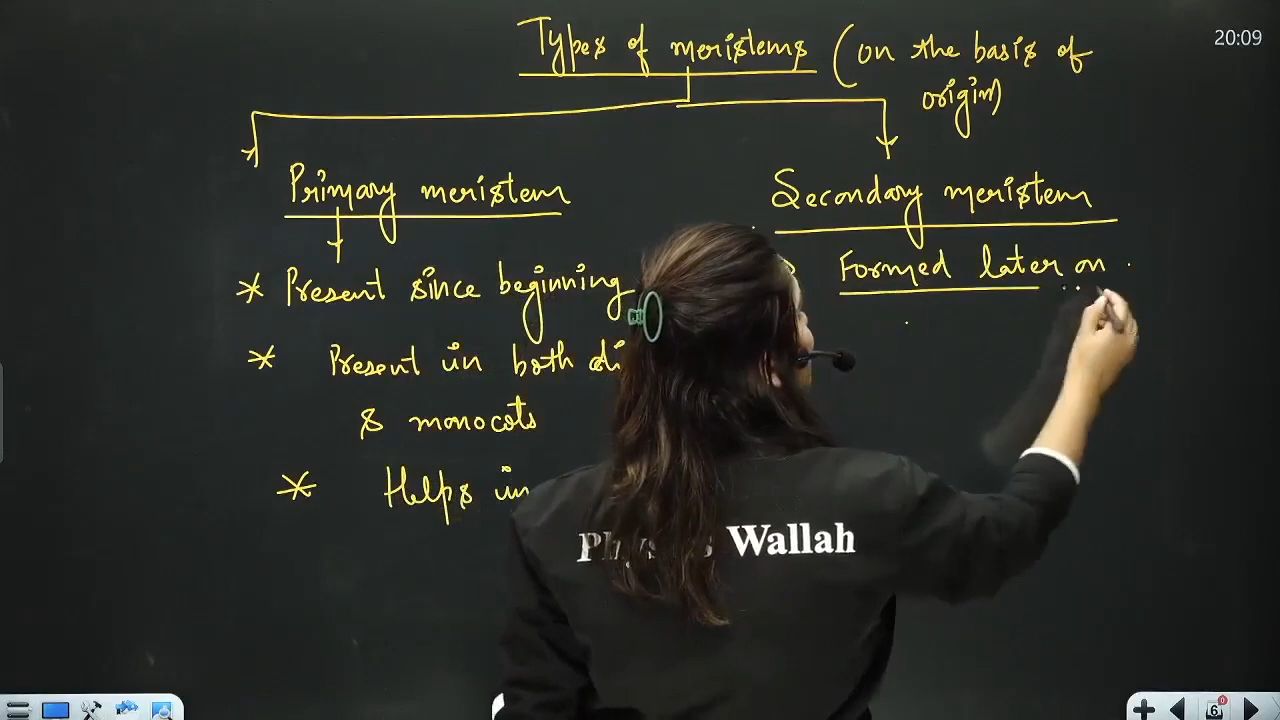 20:09
Types of meristems (on the basis of
origin)
Primary meristem
Secondary meristem
* Present since beginning
Formed later on
* Present in both
& monocots
* Helps in
Wallah
6